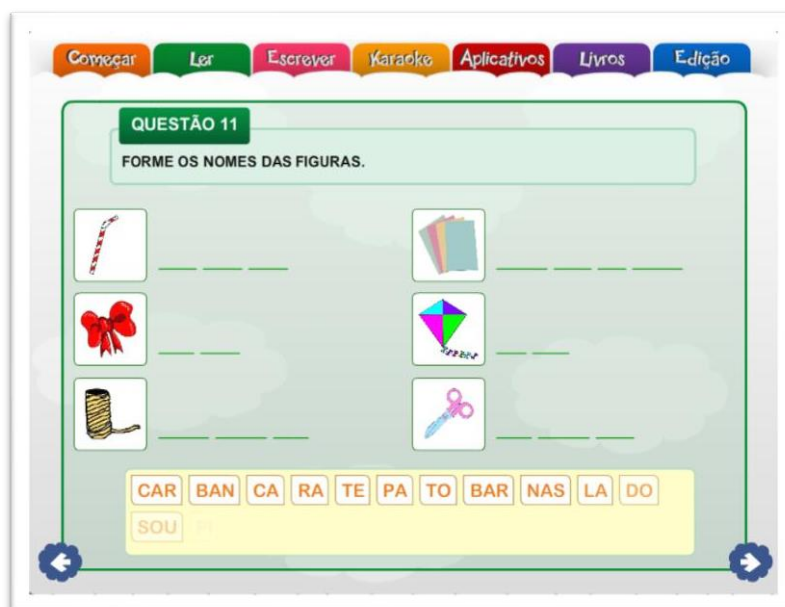 Começar Ler Escrever Karaoke Aplicativos Livros Edição
QUESTÃO 11
FORME OS NOMES DAS FIGURAS.
CAR BAN CA RA TE PA TO BAR NAS LA DO
SOU